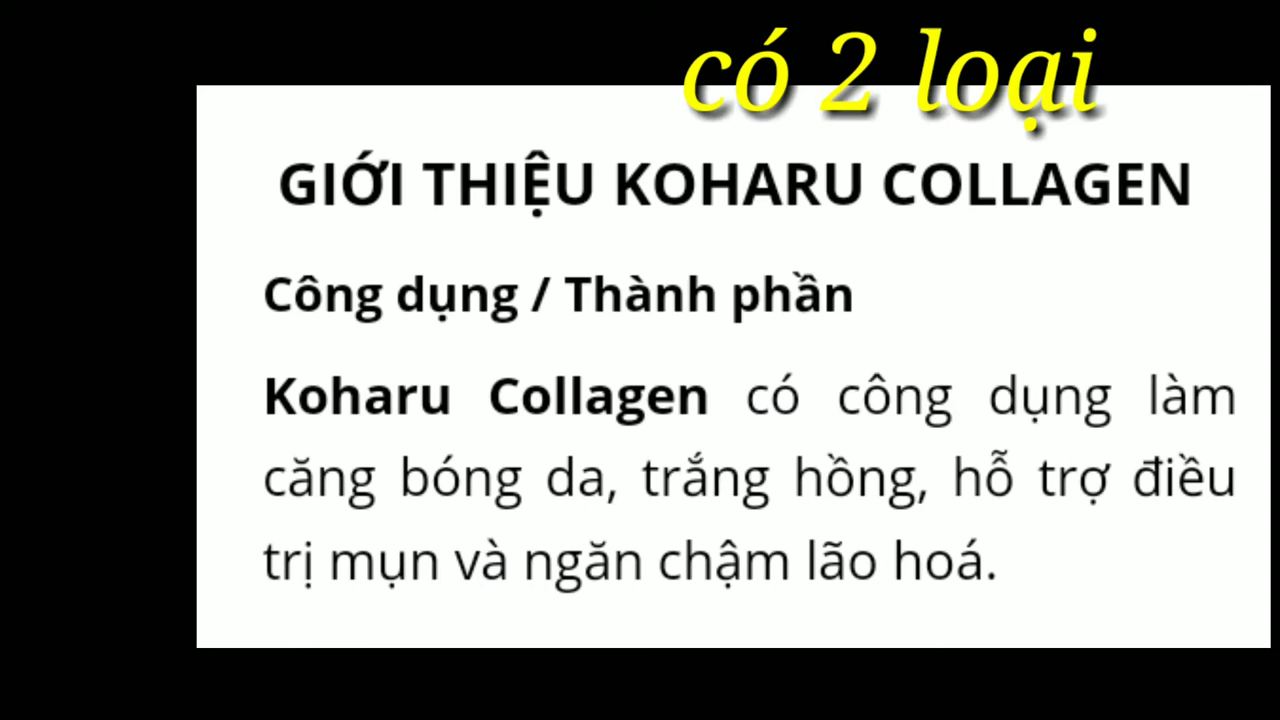 có 2 loại
GIỚI THIỆU KOHARU COLLAGEN
Công dụng / Thành phần
Koharu Collagen có công dụng làm
căng bóng da, trắng hồng, hỗ trợ điều
trị mụn và ngăn chậm lão hoá.